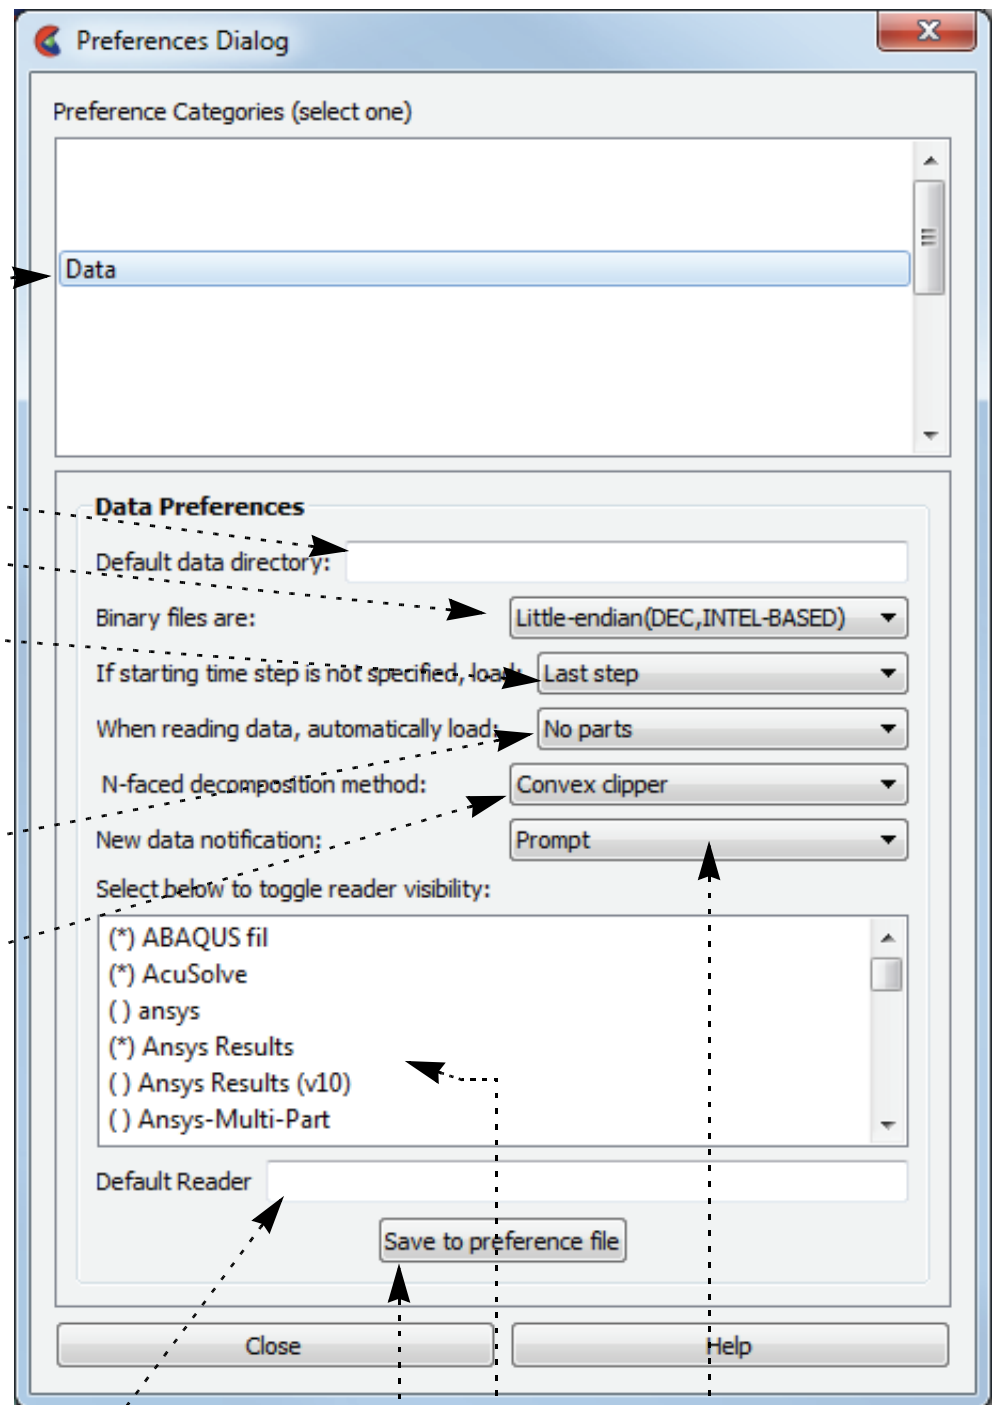 Preferences Dialog
Preference Categories (select one)
Data
Data Preferences
Default data directory:
Binary files are: Little-endian(DEC,INTEL-BASED)
If starting time step is not specified, load: Last step
When reading data, automatically load: No parts
N-faced decomposition method: Convex clipper
New data notification: Prompt
Select below to toggle reader visibility:
(*) ABAQUS fil
(*) AcuSolve
( ) ansys
(*) Ansys Results
( ) Ansys Results (v10)
( ) Ansys-Multi-Part
Default Reader
Save to preference file
Close Help